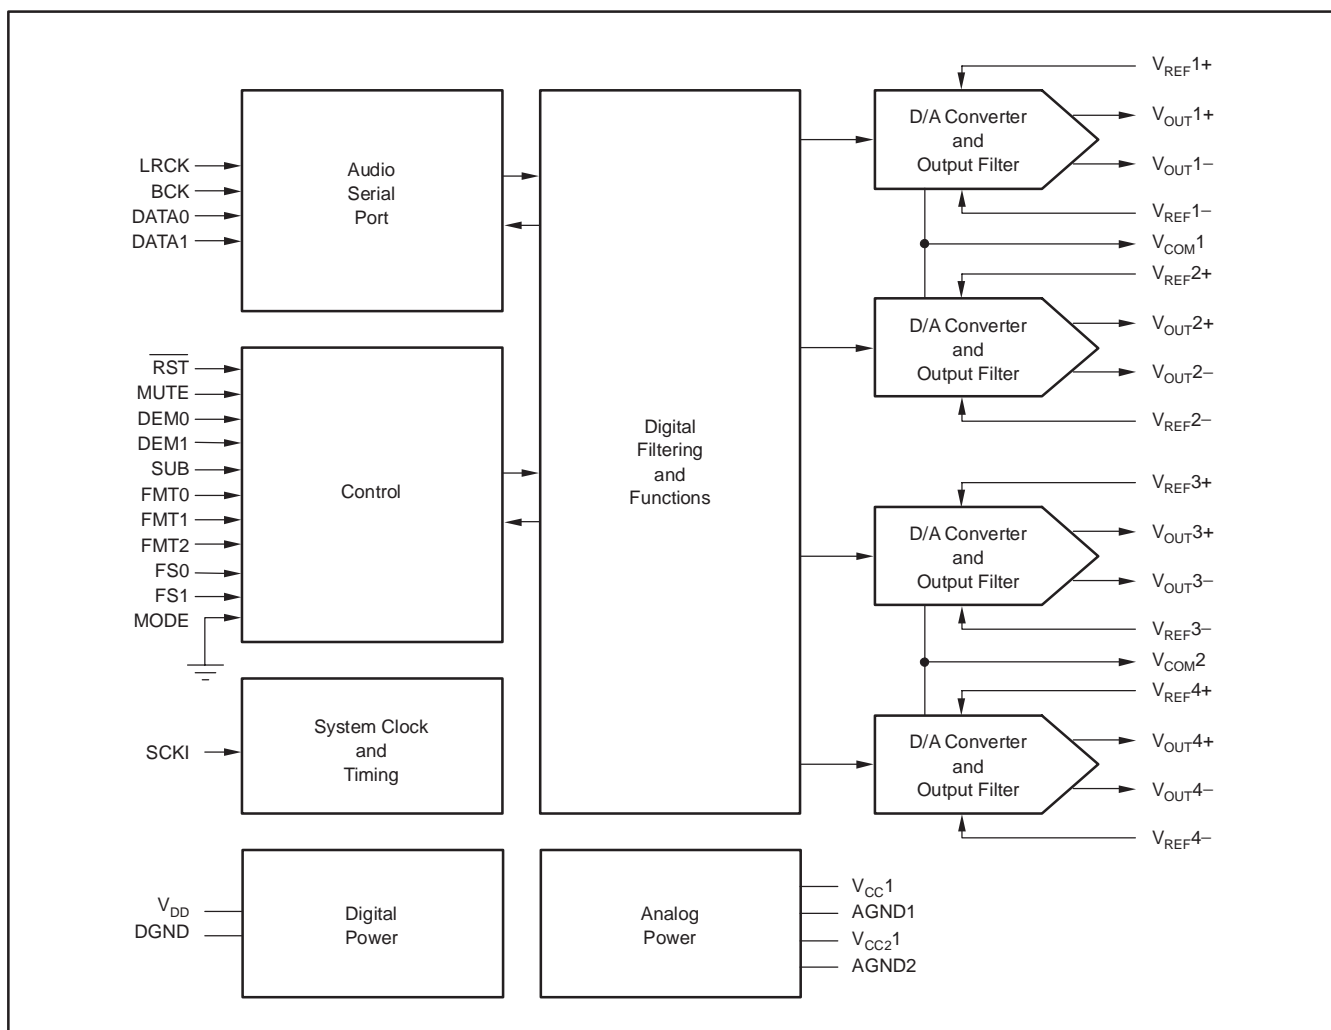 LRCK
BCK
DATA0
DATA1
Audio
Serial
Port
RST
MUTE
DEM0
DEM1
SUB
FMT0
FMT1
FMT2
FS0
FS1
MODE
Control
SCKI
System Clock
and
Timing
VDD
DGND
Digital
Power
Digital
Filtering
and
Functions
Analog
Power
VCC1
AGND1
VCC21
AGND2
D/A Converter
and
Output Filter
VREF1+
VOUT1+
VOUT1–
VREF1–
VCOM1
D/A Converter
and
Output Filter
VREF2+
VOUT2+
VOUT2–
VREF2–
D/A Converter
and
Output Filter
VREF3+
VOUT3+
VOUT3–
VREF3–
VCOM2
D/A Converter
and
Output Filter
VREF4+
VOUT4+
VOUT4–
VREF4–